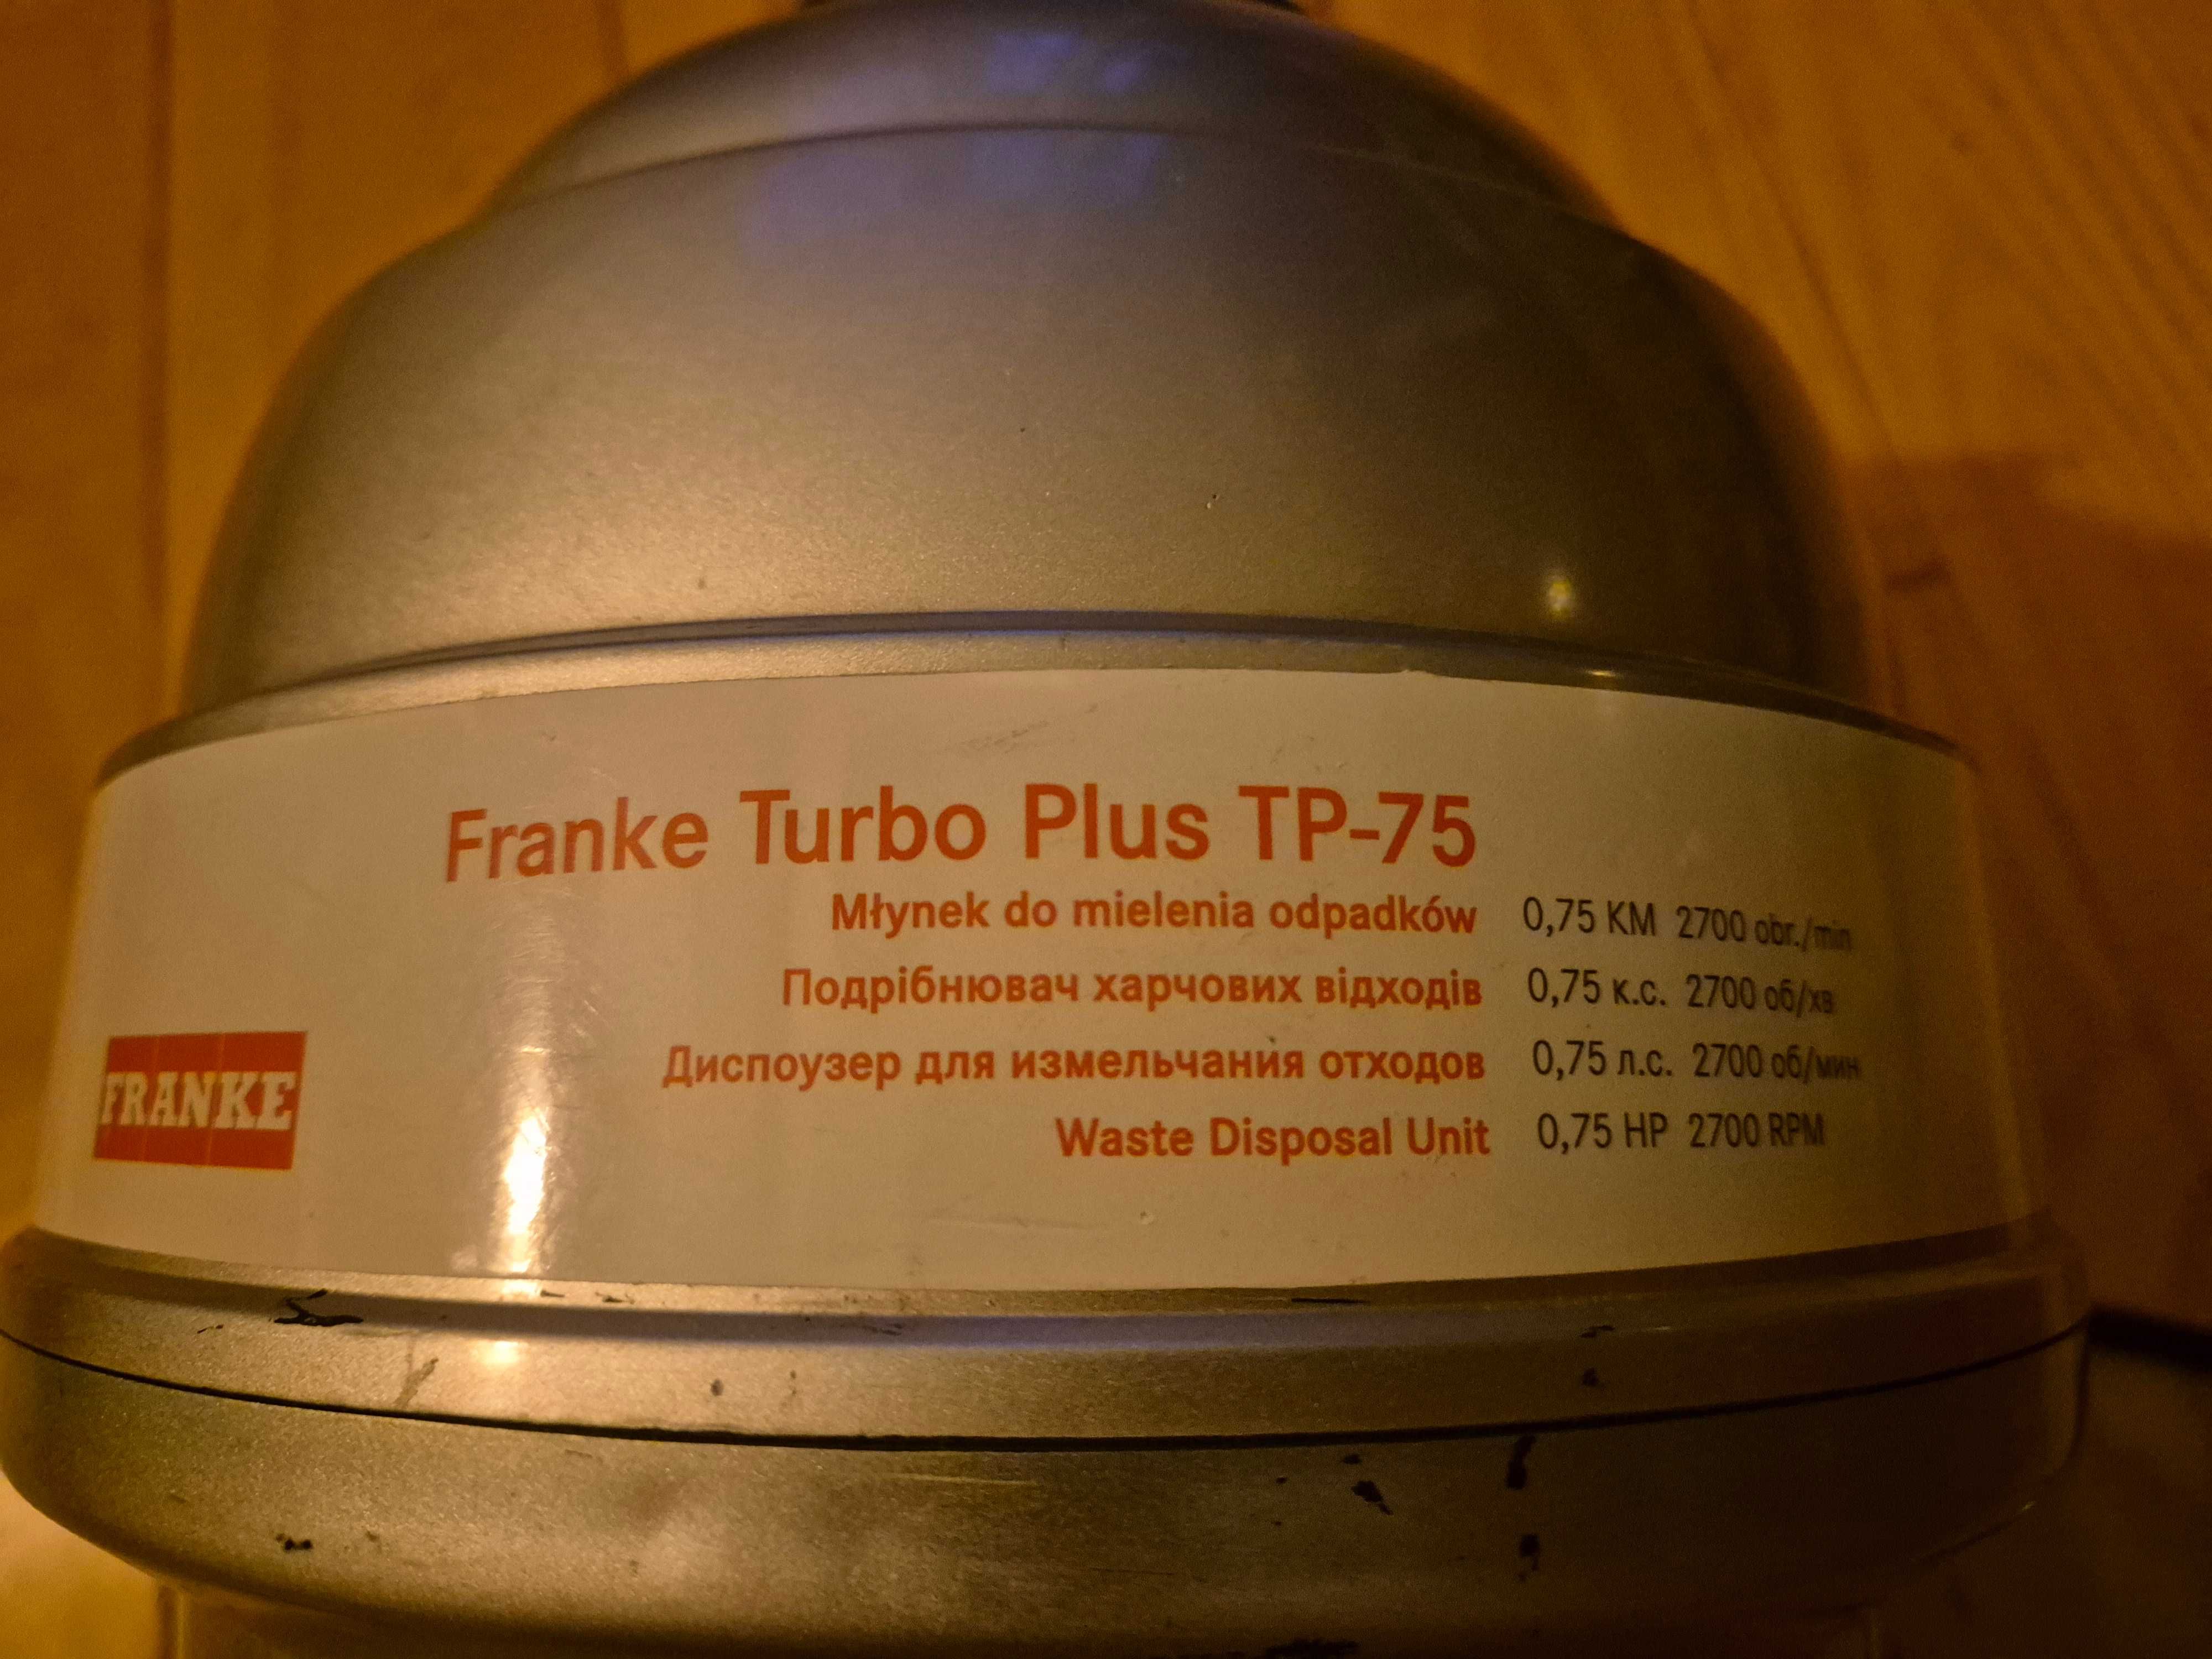 Franke Turbo Plus TP-75
Młynek do mielenia odpadków 0,75 KM 2700 obr./min
Подрібнювач харчових відходів 0,75 к.с. 2700 об/хв
Диспоузер для измельчания отходов 0,75 л.с. 2700 об/мин
Waste Disposal Unit 0,75 HP 2700 RPM
FRANKE